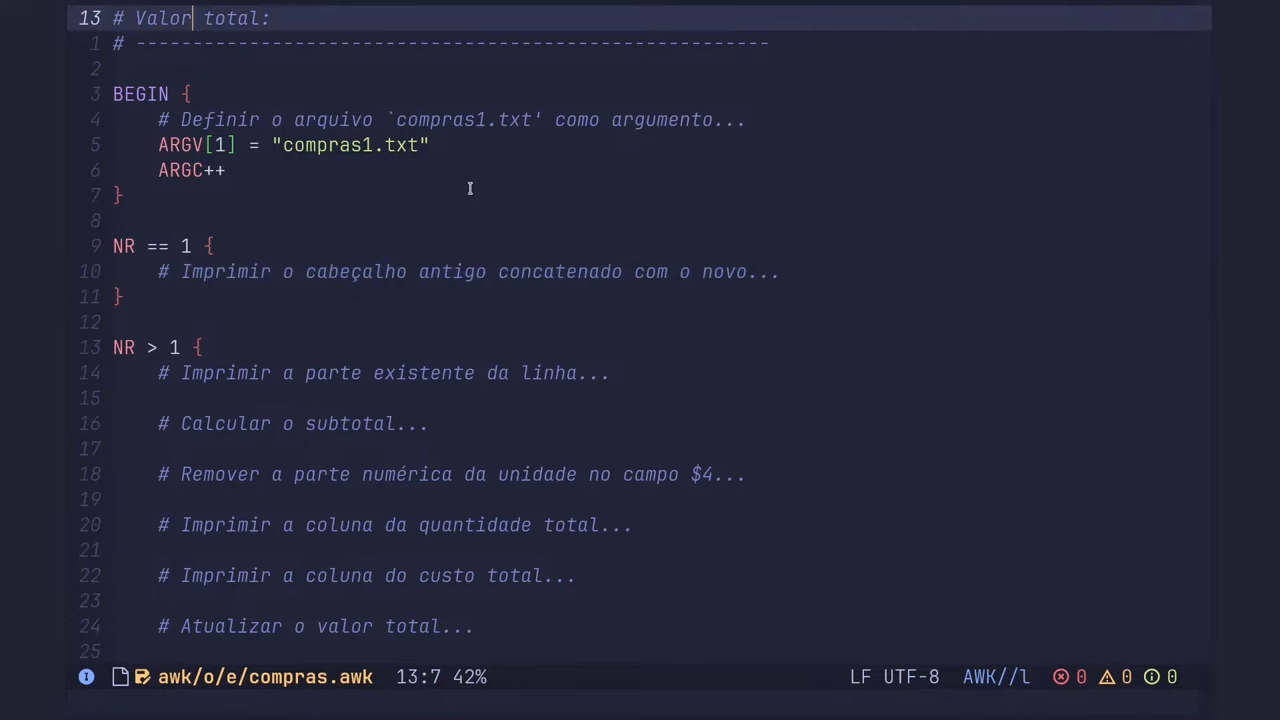 13 # Valor total:
1 # --------------------------------------------------------
2
3 BEGIN {
4 # Definir o arquivo `compras1.txt' como argumento...
5 ARGV[1] = "compras1.txt"
6 ARGC++
7 }
8
9 NR == 1 {
10 # Imprimir o cabeçalho antigo concatenado com o novo...
11 }
12
13 NR > 1 {
14 # Imprimir a parte existente da linha...
15
16 # Calcular o subtotal...
17
18 # Remover a parte numérica da unidade no campo $4...
19
20 # Imprimir a coluna da quantidade total...
21
22 # Imprimir a coluna do custo total...
23
24 # Atualizar o valor total...
25
I awk/o/e/compras.awk 13:7 42% LF UTF-8 AWK//l 0 0 0